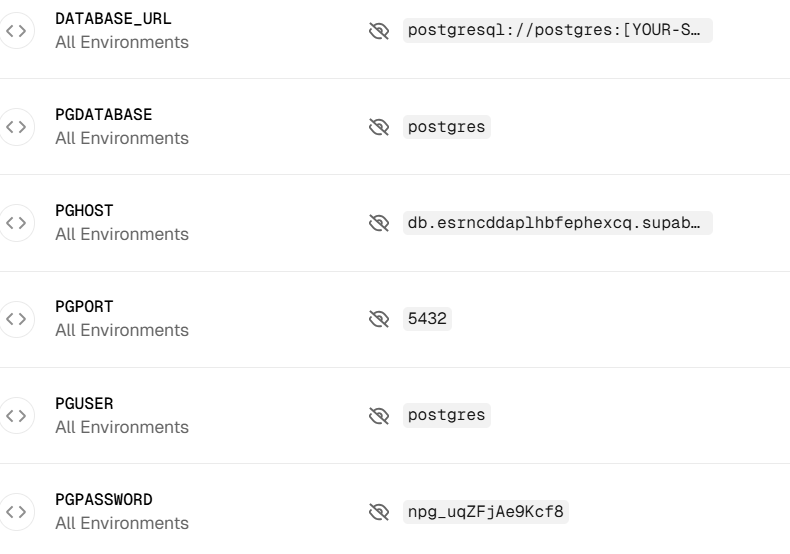 DATABASE_URL
All Environments
postgresql://postgres:[YOUR-S…
PGDATABASE
All Environments
postgres
PGHOST
All Environments
db.esrncddaplhbfephexcq.supab…
PGPORT
All Environments
5432
PGUSER
All Environments
postgres
PGPASSWORD
All Environments
npg_uqZFjAe9Kcf8